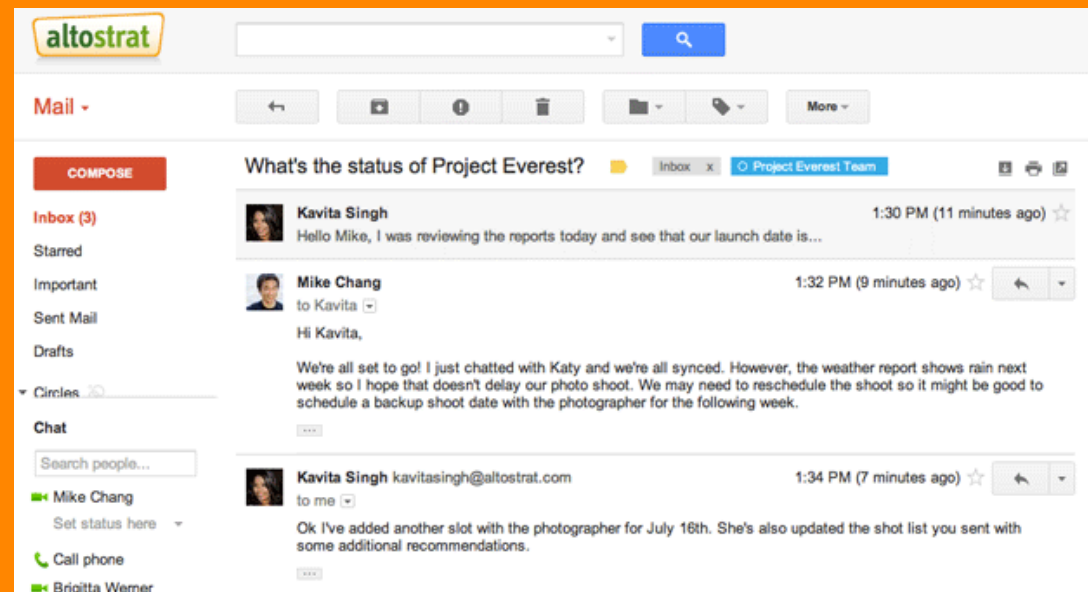 altostrat
Mail
More
COMPOSE
Inbox (3)
Starred
Important
Sent Mail
Drafts
Circles
Chat
Search people...
Mike Chang
Set status here
Call phone
Brigitta Werner
What's the status of Project Everest?
Inbox x
Project Everest Team
Kavita Singh
1:30 PM (11 minutes ago)
Hello Mike, I was reviewing the reports today and see that our launch date is...
Mike Chang
1:32 PM (9 minutes ago)
to Kavita
Hi Kavita,
We're all set to go! I just chatted with Katy and we're all synced. However, the weather report shows rain next
week so I hope that doesn't delay our photo shoot. We may need to reschedule the shoot so it might be good to
schedule a backup shoot date with the photographer for the following week.
...
Kavita Singh kavitasingh@altostrat.com
1:34 PM (7 minutes ago)
to me
Ok I've added another slot with the photographer for July 16th. She's also updated the shot list you sent with
some additional recommendations.
...